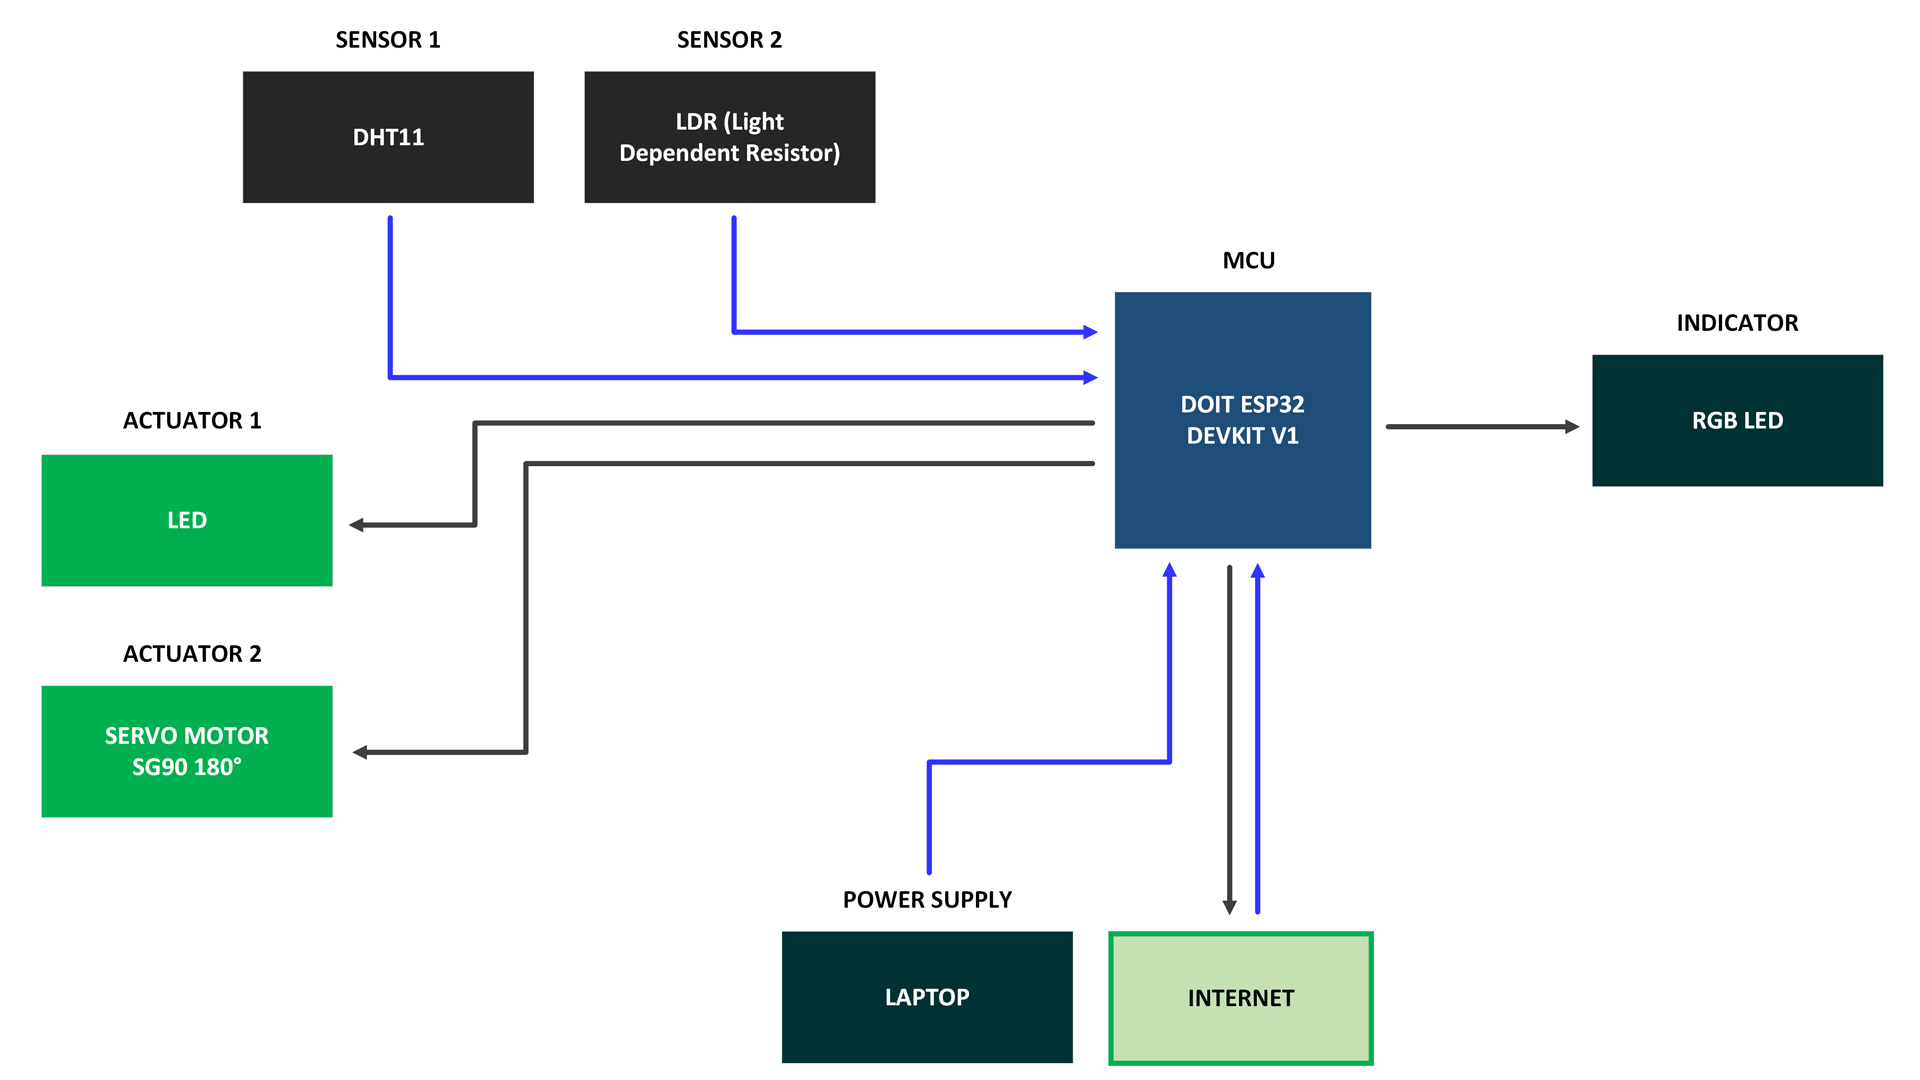 SENSOR 1
DHT11
SENSOR 2
LDR (Light
Dependent Resistor)
MCU
DOIT ESP32
DEVKIT V1
INDICATOR
RGB LED
ACTUATOR 1
LED
ACTUATOR 2
SERVO MOTOR
SG90 180°
POWER SUPPLY
LAPTOP
INTERNET